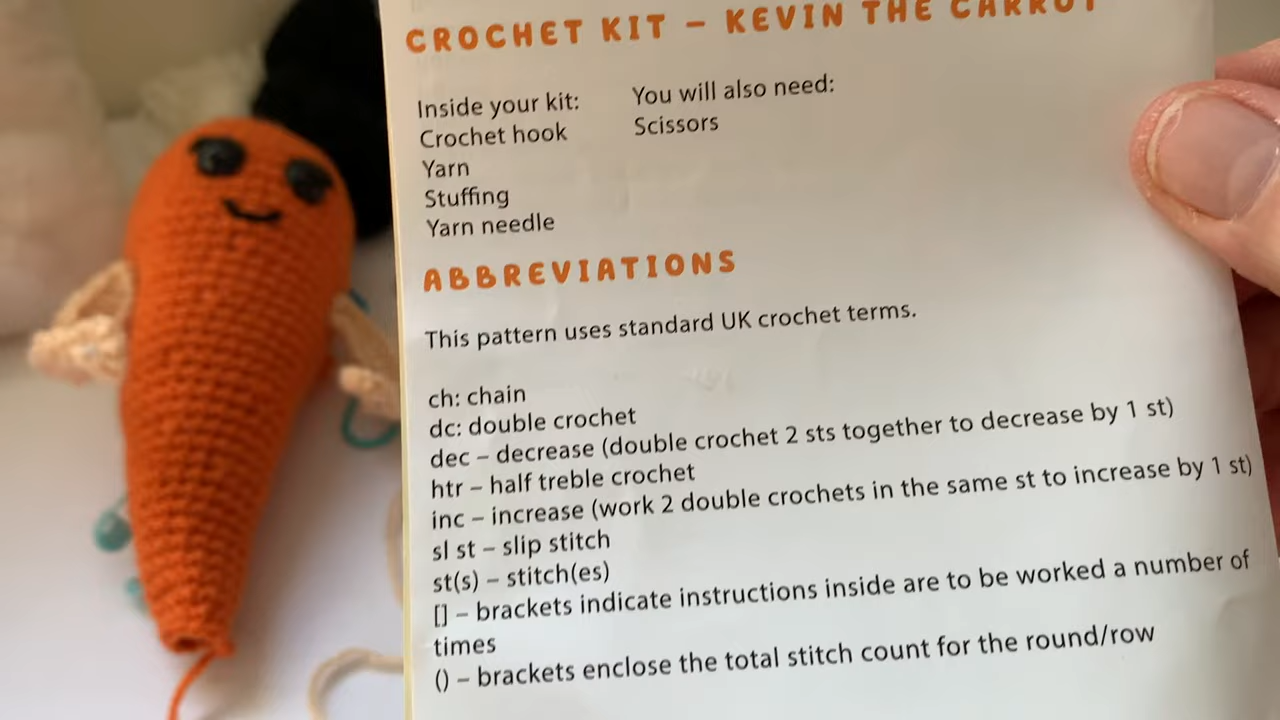 CROCHET KIT – KEVIN THE CARROT
Inside your kit:
Crochet hook
Yarn
Stuffing
Yarn needle
You will also need:
Scissors
ABBREVIATIONS
This pattern uses standard UK crochet terms.
ch: chain
dc: double crochet
dec – decrease (double crochet 2 sts together to decrease by 1 st)
htr – half treble crochet
inc – increase (work 2 double crochets in the same st to increase by 1 st)
sl st – slip stitch
st(s) – stitch(es)
[] – brackets indicate instructions inside are to be worked a number of
times
() – brackets enclose the total stitch count for the round/row